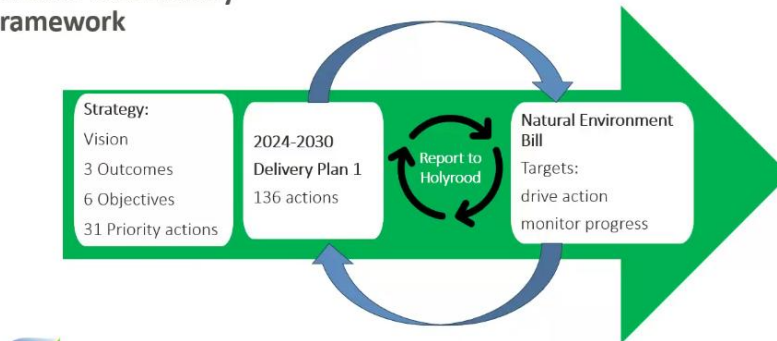 ramework
Strategy:
Vision
3 Outcomes
6 Objectives
31 Priority actions
2024-2030
Delivery Plan 1
136 actions
Report to
Holyrood
Natural Environment
Bill
Targets:
drive action
monitor progress